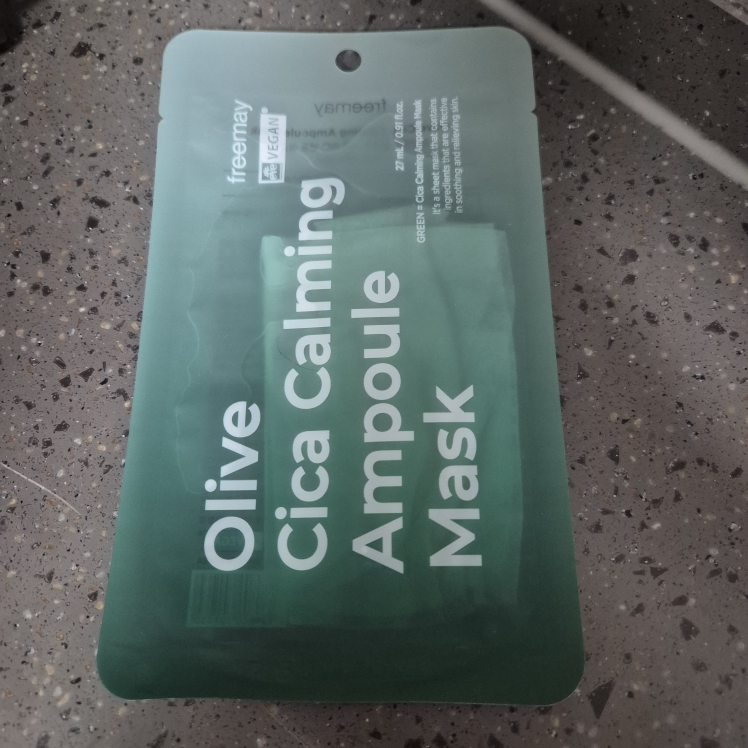 freemay
VEGAN
Olive
Cica Calming
Ampoule
Mask
27 mL / 0.91 fl.oz.
GREEN = Cica Calming Ampoule Mask
It's a sheet mask that contains
ingredients that are effective
in soothing and relieving skin.